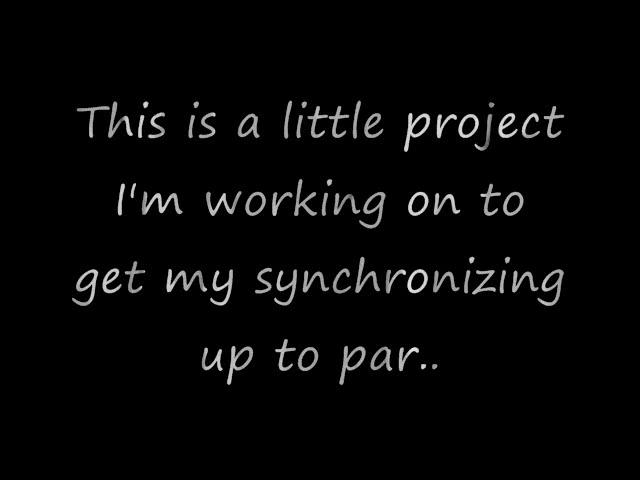 This is a little project
I'm working on to
get my synchronizing
up to par..